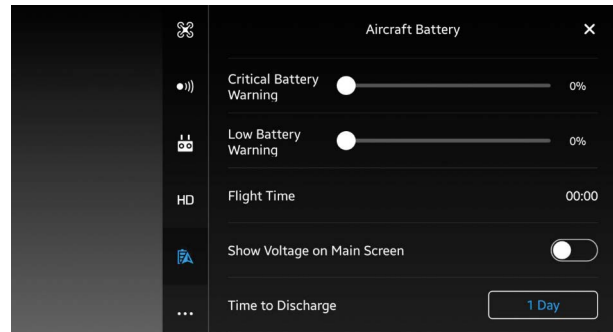 Aircraft Battery
Critical Battery
Warning
0%
Low Battery
Warning
0%
HD
Flight Time
00:00
Show Voltage on Main Screen
Time to Discharge
1 Day